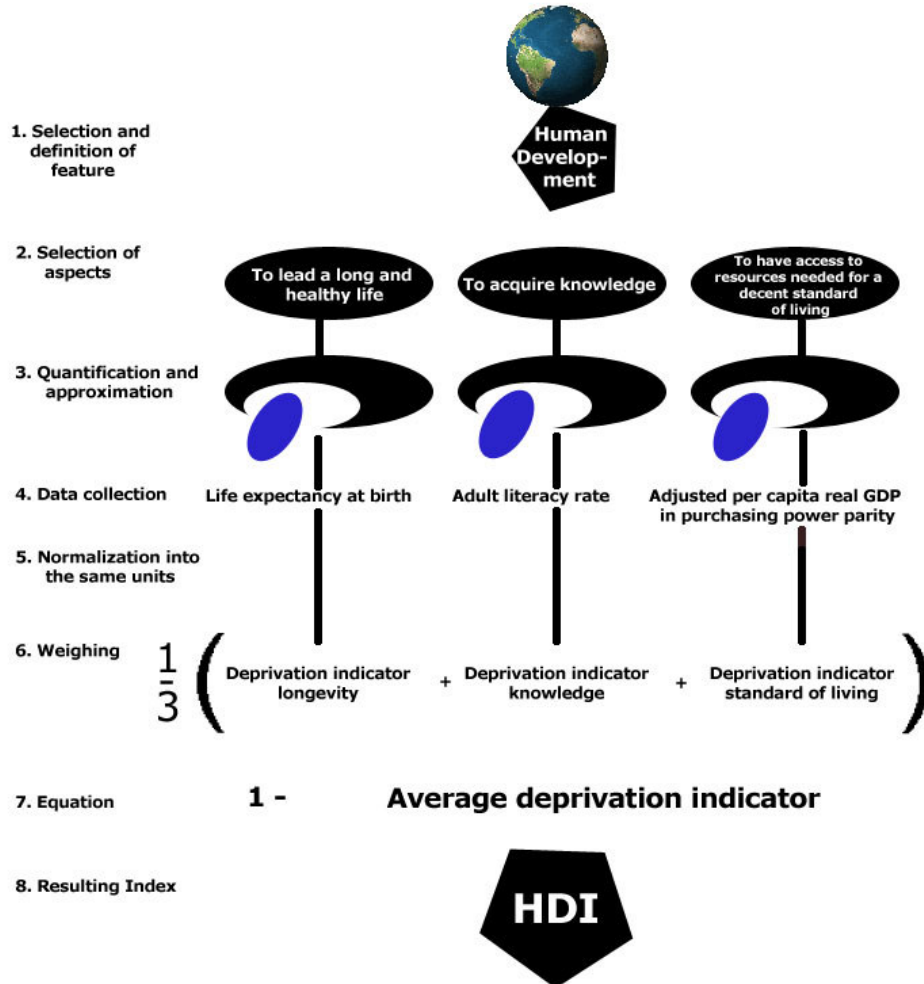 1. Selection and
definition of
feature
Human
Develop-
ment
2. Selection of
aspects
To lead a long and
healthy life
To acquire knowledge
To have access to
resources needed for a
decent standard
of living
3. Quantification and
approximation
4. Data collection
Life expectancy at birth
Adult literacy rate
Adjusted per capita real GDP
in purchasing power parity
5. Normalization into
the same units
6. Weighing
1
3
(
Deprivation indicator
longevity
+
Deprivation indicator
knowledge
+
Deprivation indicator
standard of living
)
7. Equation
1 -
Average deprivation indicator
8. Resulting Index
HDI